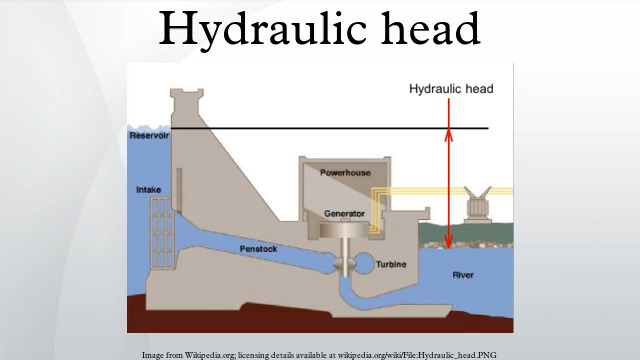 Hydraulic head
Hydraulic head
Reservoir
Powerhouse
Intake
Generator
Penstock
Turbine
River
Image from Wikipedia.org; licensing details available at wikipedia.org/wiki/File:Hydraulic_head.PNG